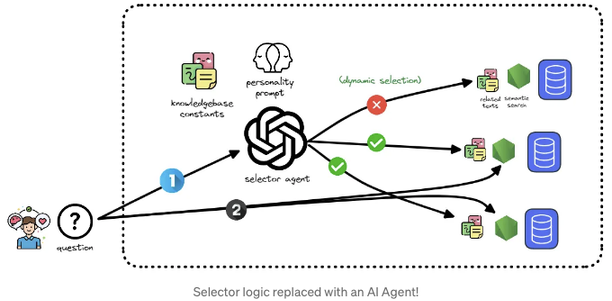 personality
prompt
(dynamic selection)
knowledgebase
constants
related
texts
semantic
search
selector agent
1
2
?
question
Selector logic replaced with an AI Agent!